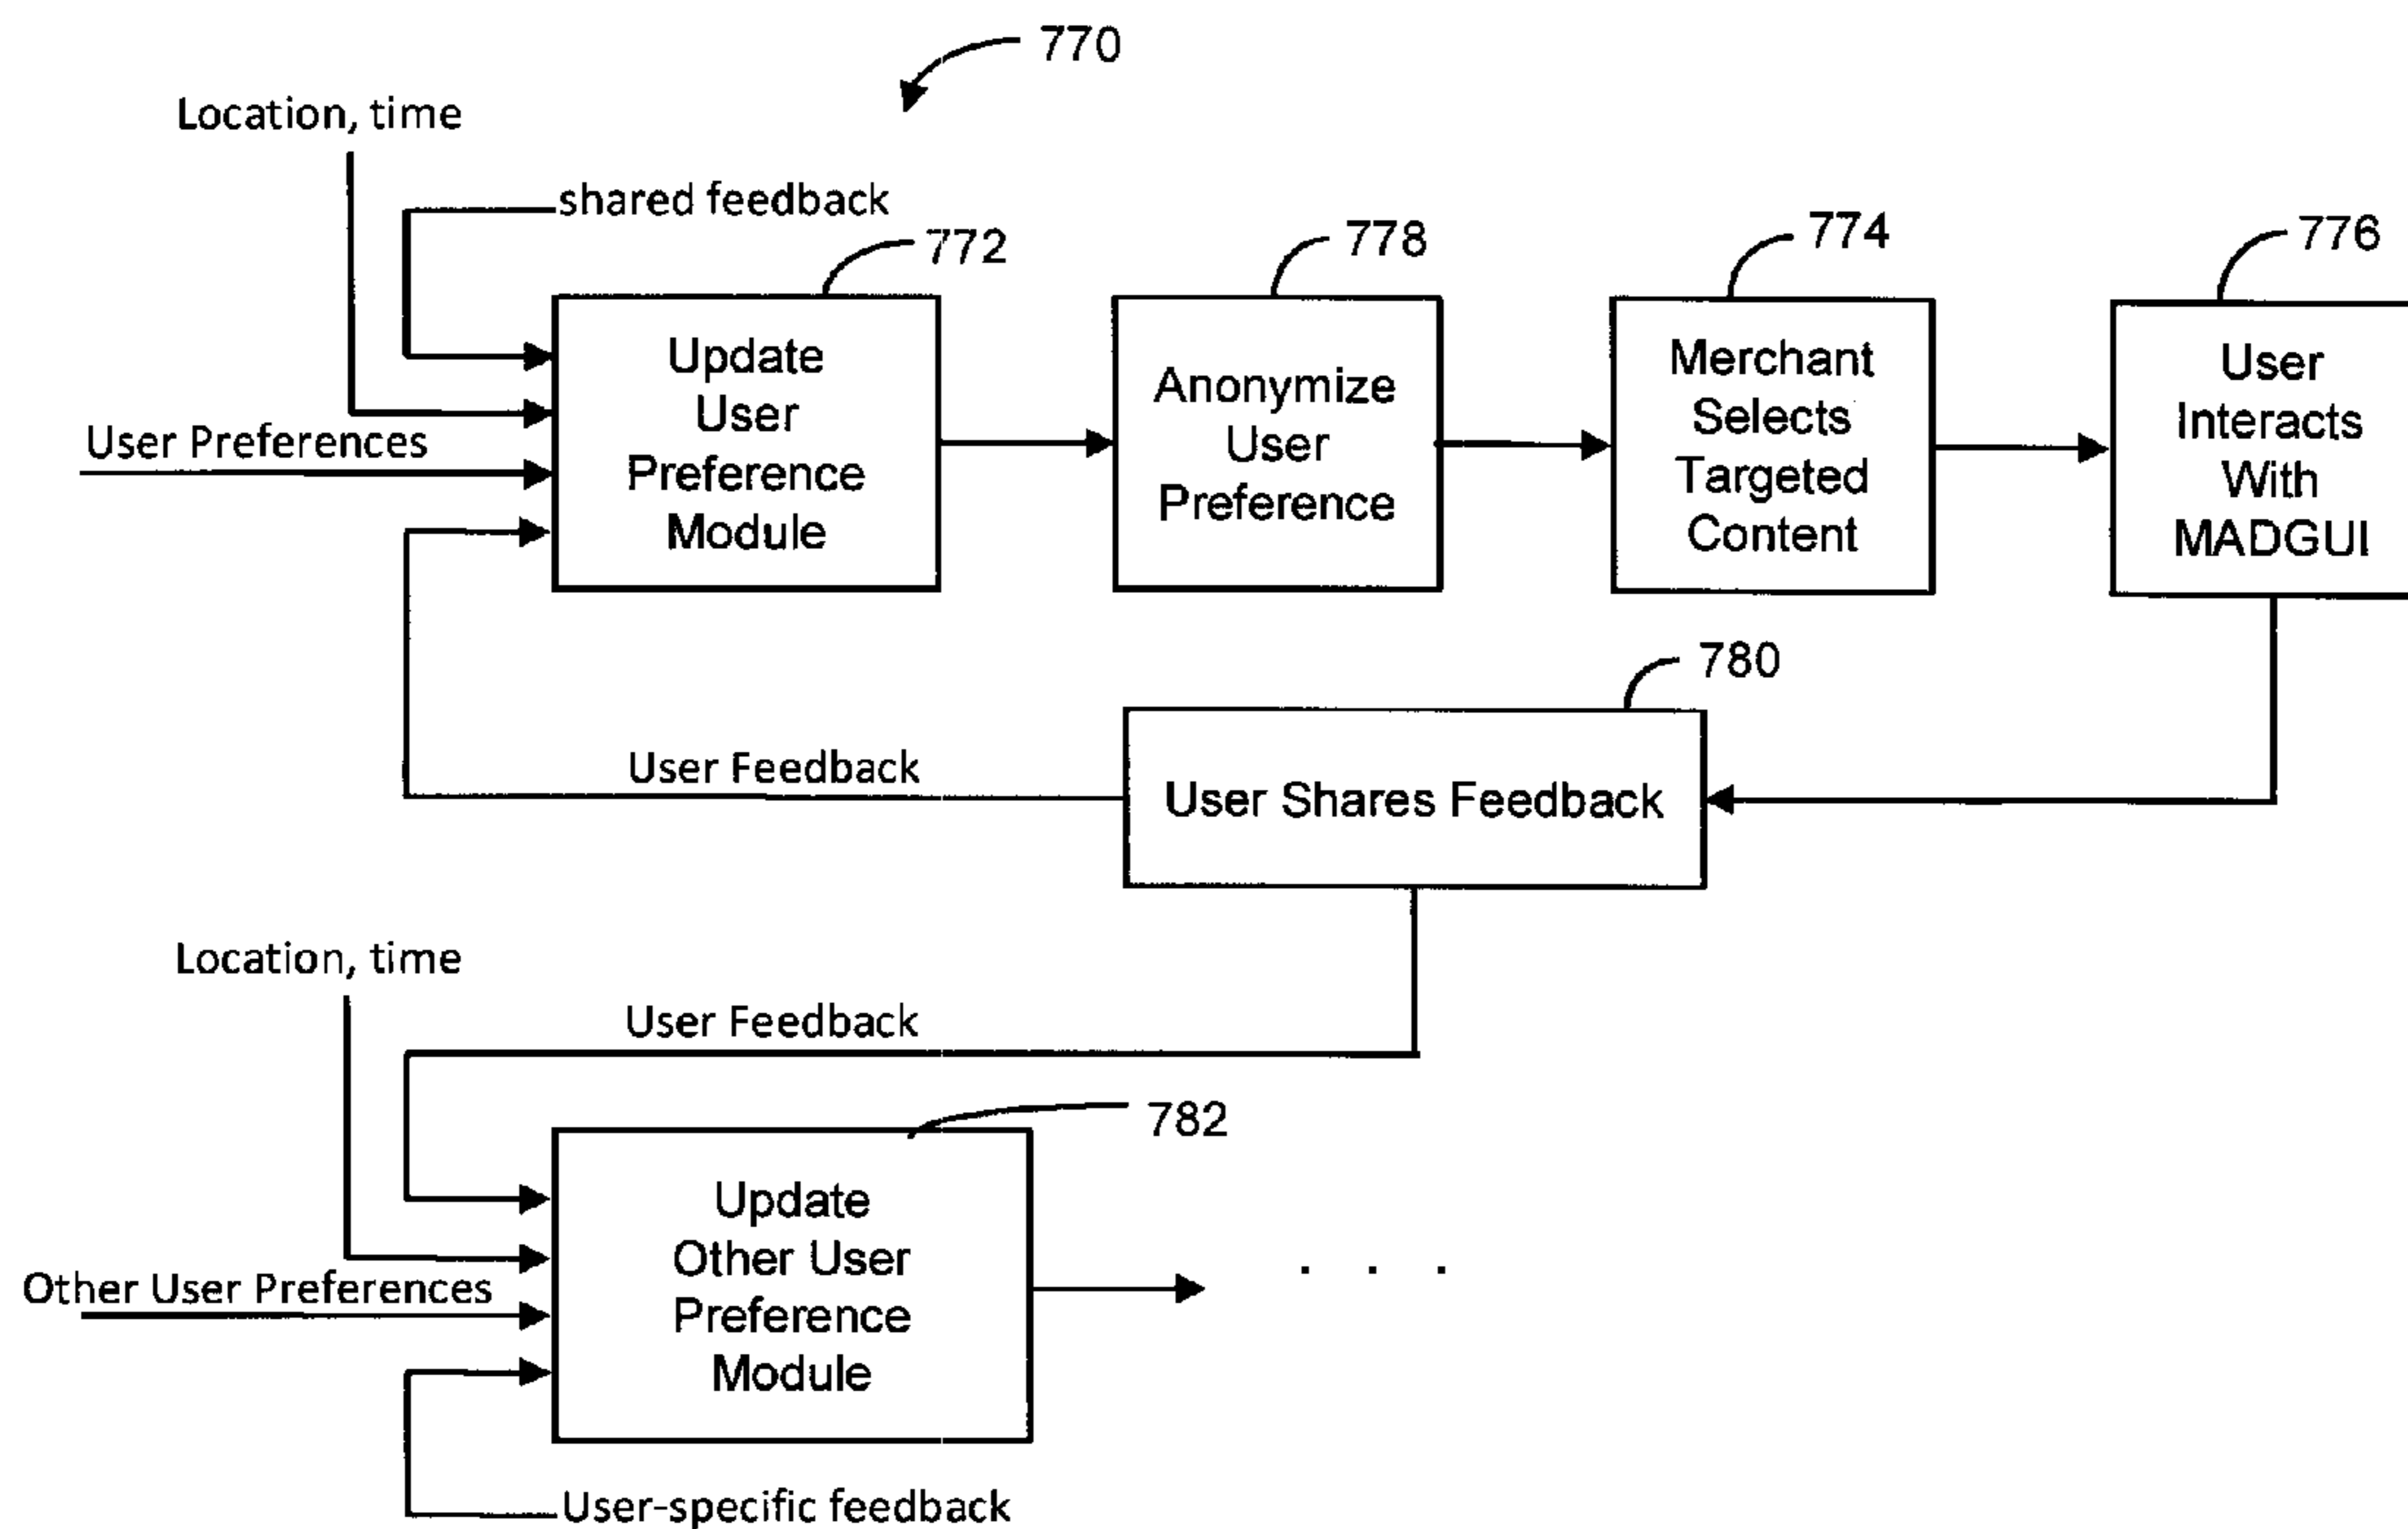 770
Location, time
shared feedback
772
778
774
776
Update
User
Preference
Module
Anonymize
User
Preference
Merchant
Selects
Targeted
Content
User
Interacts
With
MADGUI
User Preferences
780
User Feedback
User Shares Feedback
Location, time
User Feedback
782
Update
Other User
Preference
Module
. . .
Other User Preferences
User-specific feedback